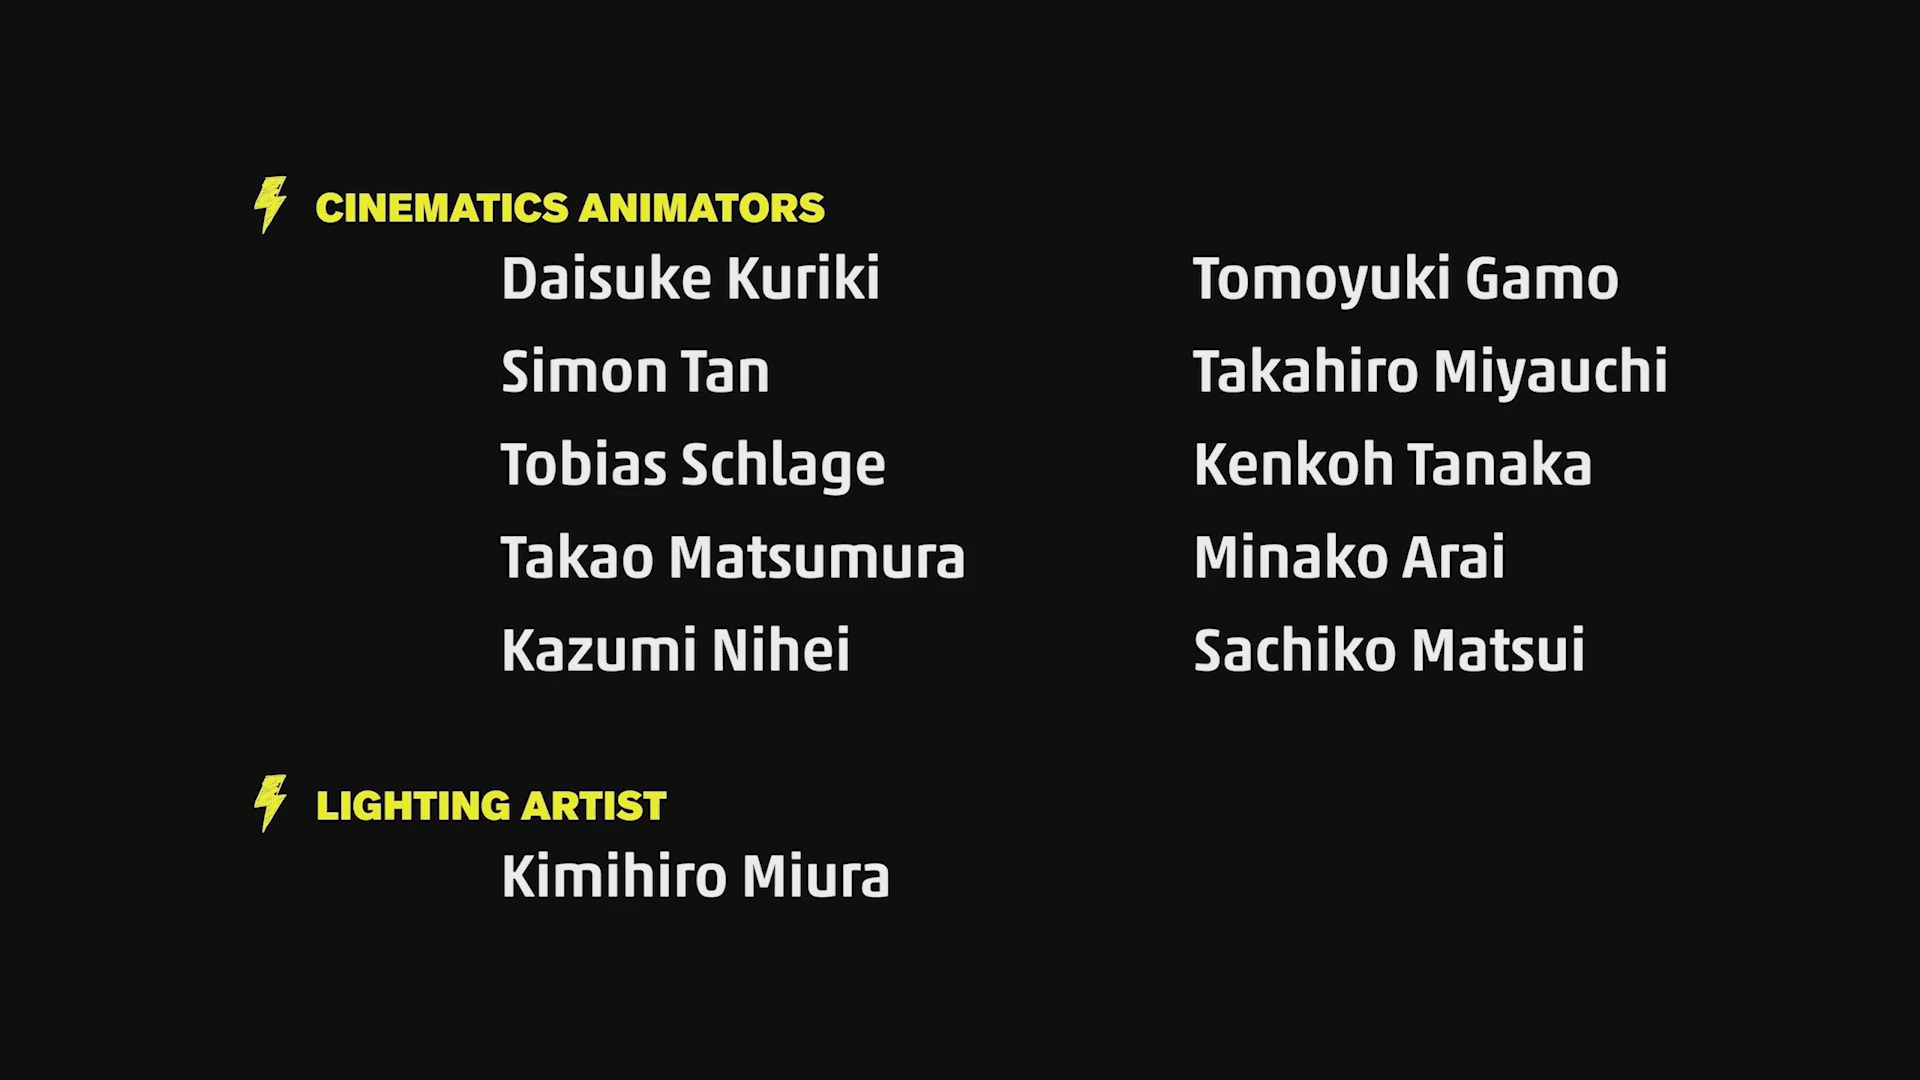 CINEMATICS ANIMATORS
Daisuke Kuriki Tomoyuki Gamo
Simon Tan Takahiro Miyauchi
Tobias Schlage Kenkoh Tanaka
Takao Matsumura Minako Arai
Kazumi Nihei Sachiko Matsui
LIGHTING ARTIST
Kimihiro Miura